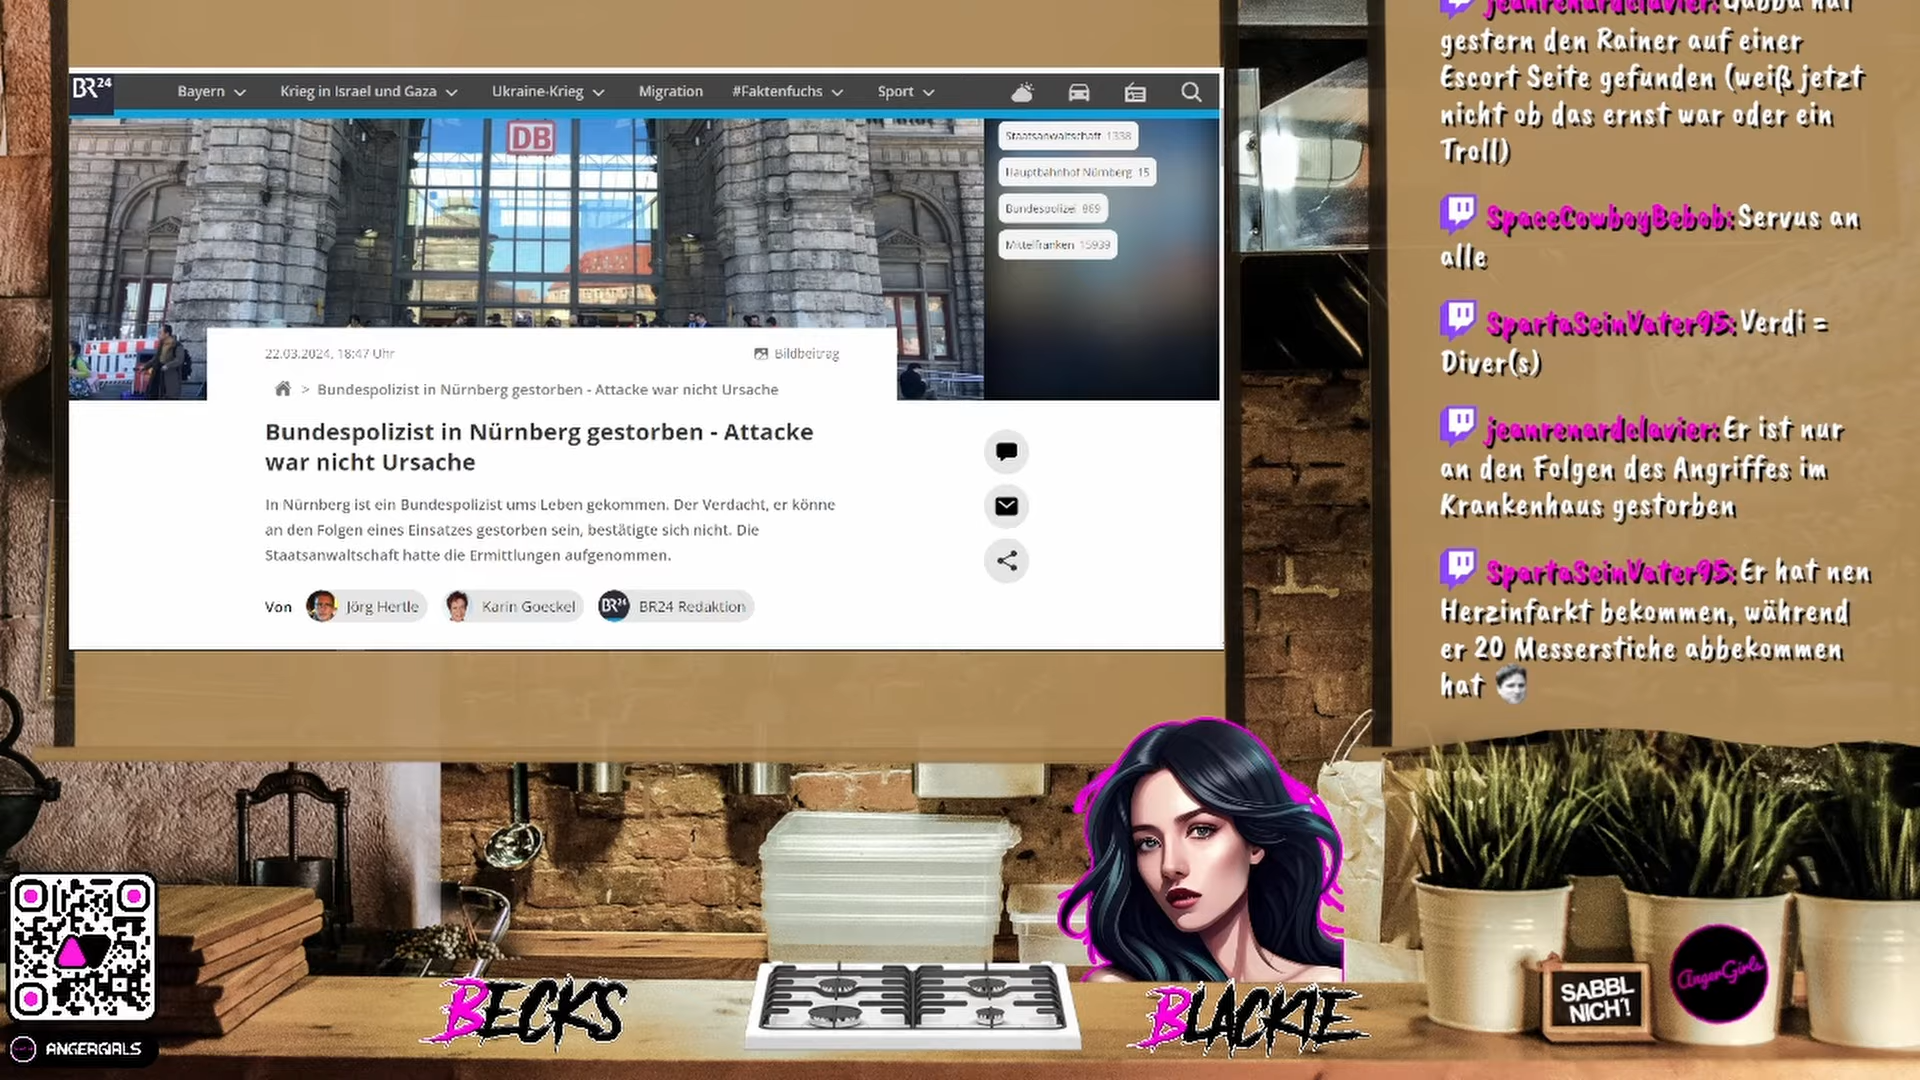 BR24
Bayern
Krieg in Israel und Gaza
Ukraine-Krieg
Migration
#Faktenfuchs
Sport
DB
Staatsanwaltschaft 1338
Hauptbahnhof Nürnberg 15
Bundespolizei 869
Mittelfranken 15939
22.03.2024, 18:47 Uhr
Bildbeitrag
> Bundespolizist in Nürnberg gestorben - Attacke war nicht Ursache
Bundespolizist in Nürnberg gestorben - Attacke
war nicht Ursache
In Nürnberg ist ein Bundespolizist ums Leben gekommen. Der Verdacht, er könne
an den Folgen eines Einsatzes gestorben sein, bestätigte sich nicht. Die
Staatsanwaltschaft hatte die Ermittlungen aufgenommen.
Von
Jörg Hertle
Karin Goeckel
BR24
BR24 Redaktion
jeanrenardelavier: Gabba hat
gestern den Rainer auf einer
Escort Seite gefunden (weiß jetzt
nicht ob das ernst war oder ein
Troll)
SpaceCowboyBebob: Servus an
alle
SpartaSeinVater95: Verdi =
Diver(s)
jeanrenardelavier: Er ist nur
an den Folgen des Angriffes im
Krankenhaus gestorben
SpartaSeinVater95: Er hat nen
Herzinfarkt bekommen, während
er 20 Messerstiche abbekommen
hat
BECKS
BLACKIE
SABBL
NICH'!
AngerGirls
ANGERGIRLS